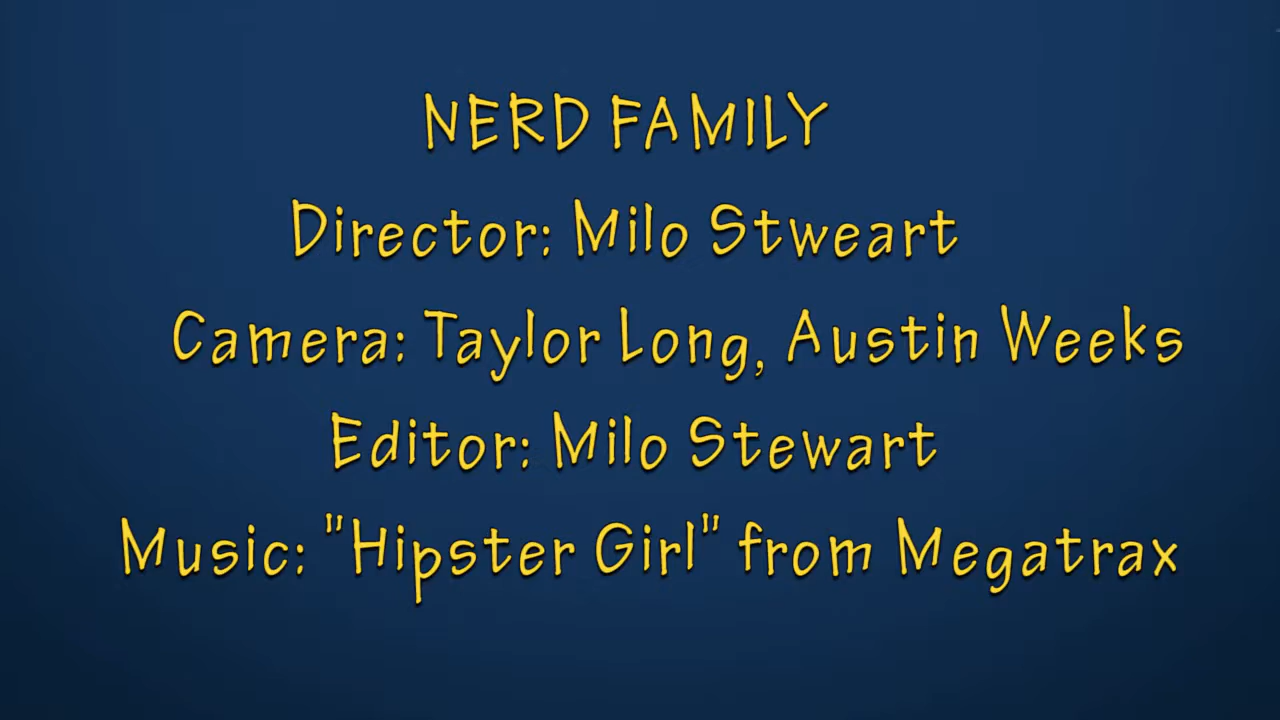 NERD FAMILY
Director: Milo Stweart
Camera: Taylor Long, Austin Weeks
Editor: Milo Stewart
Music: "Hipster Girl" from Megatrax